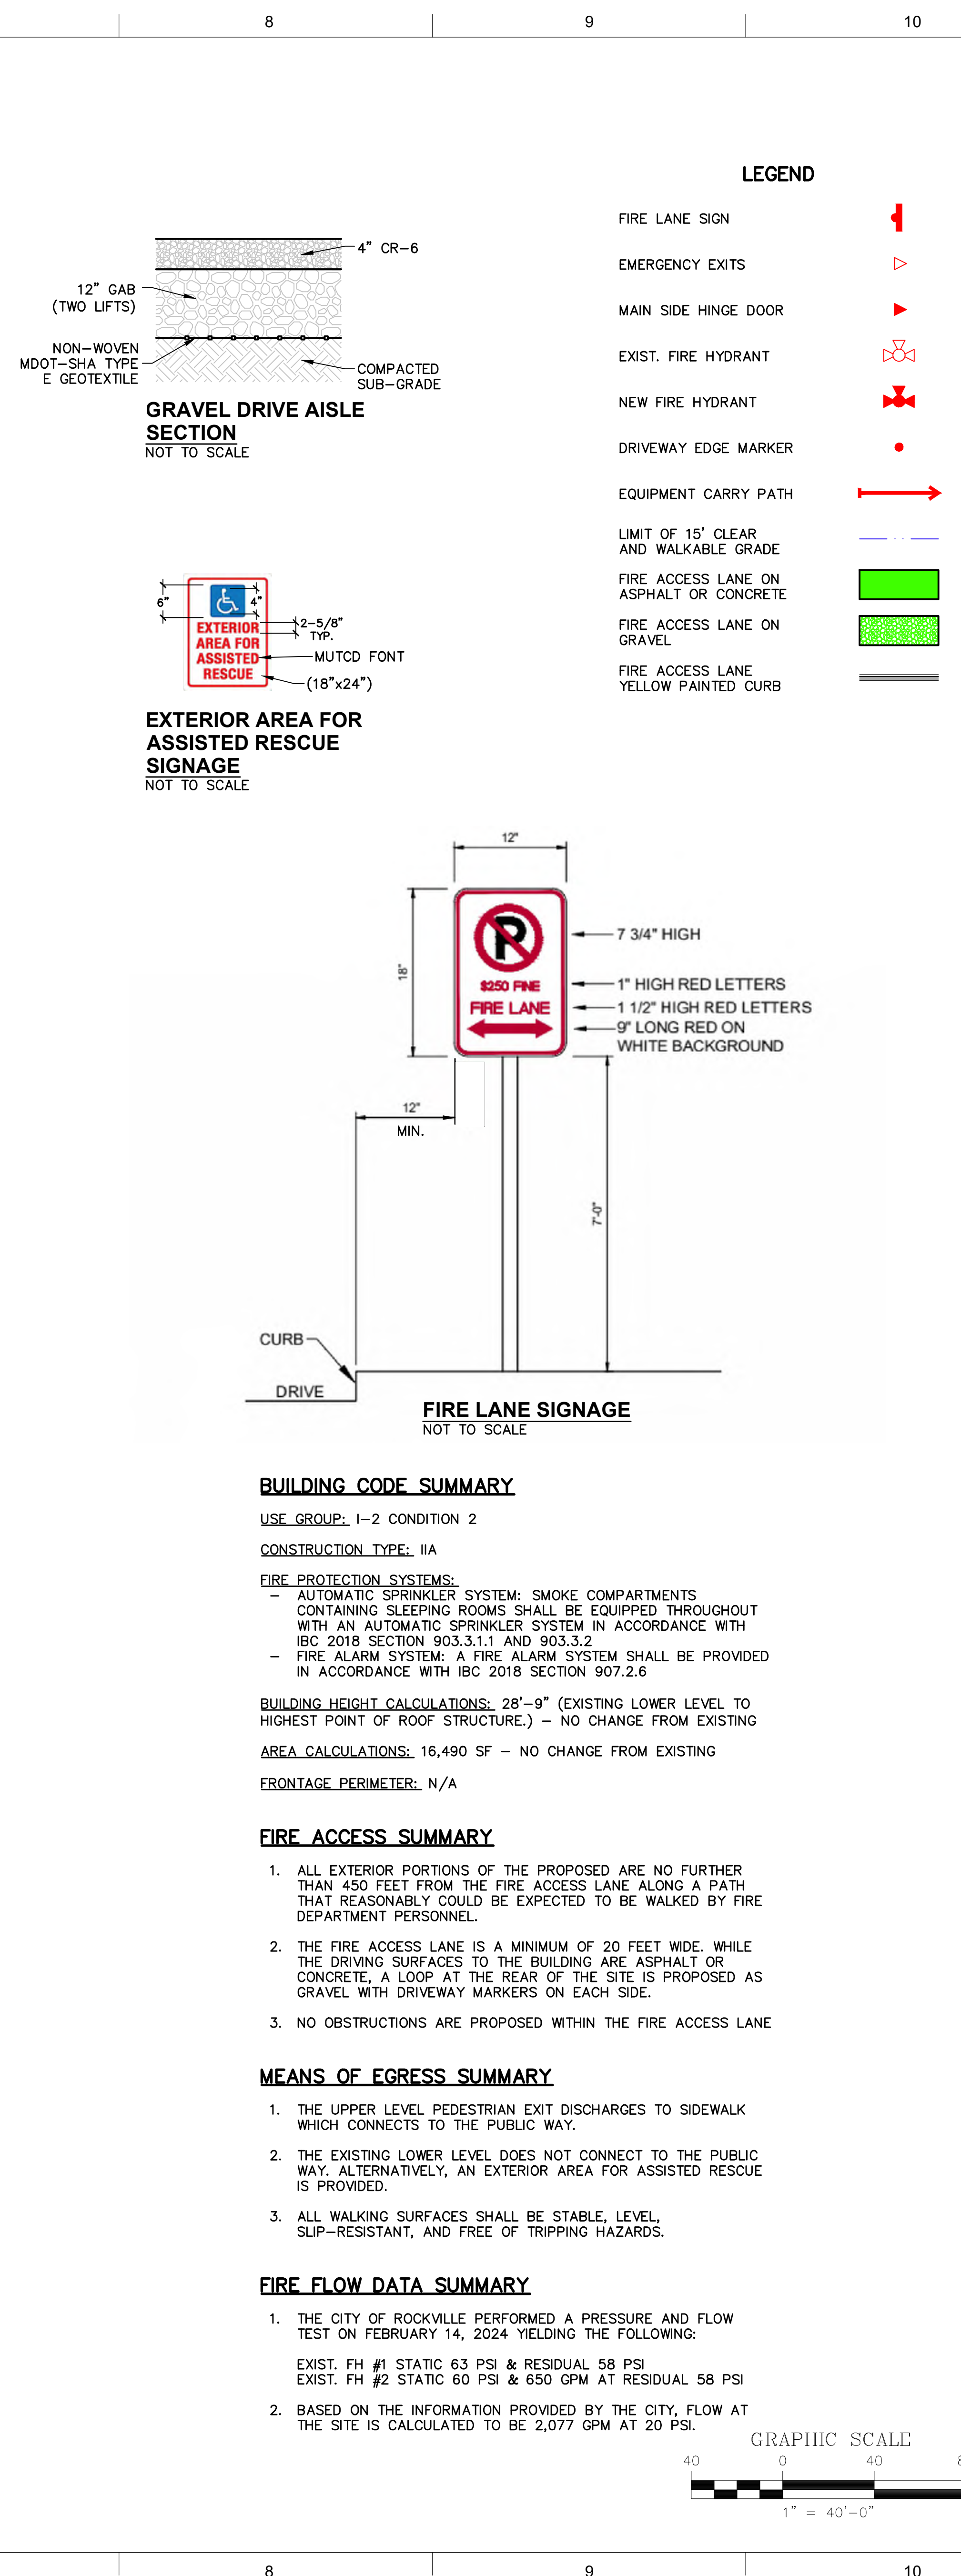 8 9 10
LEGEND
FIRE LANE SIGN
EMERGENCY EXITS
MAIN SIDE HINGE DOOR
EXIST. FIRE HYDRANT
NEW FIRE HYDRANT
DRIVEWAY EDGE MARKER
EQUIPMENT CARRY PATH
LIMIT OF 15' CLEAR
AND WALKABLE GRADE
FIRE ACCESS LANE ON
ASPHALT OR CONCRETE
FIRE ACCESS LANE ON
GRAVEL
FIRE ACCESS LANE
YELLOW PAINTED CURB
4" CR-6
12" GAB
(TWO LIFTS)
NON-WOVEN
MDOT-SHA TYPE
E GEOTEXTILE
COMPACTED
SUB-GRADE
GRAVEL DRIVE AISLE
SECTION
NOT TO SCALE
6"
4"
EXTERIOR
AREA FOR
ASSISTED
RESCUE
2-5/8"
TYP.
MUTCD FONT
(18"x24")
EXTERIOR AREA FOR
ASSISTED RESCUE
SIGNAGE
NOT TO SCALE
12"
18"
P
$250 FINE
FIRE LANE
7 3/4" HIGH
1" HIGH RED LETTERS
1 1/2" HIGH RED LETTERS
9" LONG RED ON
WHITE BACKGROUND
12"
MIN.
7'-0"
CURB
DRIVE
FIRE LANE SIGNAGE
NOT TO SCALE
BUILDING CODE SUMMARY
USE GROUP: I-2 CONDITION 2
CONSTRUCTION TYPE: IIA
FIRE PROTECTION SYSTEMS:
- AUTOMATIC SPRINKLER SYSTEM: SMOKE COMPARTMENTS
CONTAINING SLEEPING ROOMS SHALL BE EQUIPPED THROUGHOUT
WITH AN AUTOMATIC SPRINKLER SYSTEM IN ACCORDANCE WITH
IBC 2018 SECTION 903.3.1.1 AND 903.3.2
- FIRE ALARM SYSTEM: A FIRE ALARM SYSTEM SHALL BE PROVIDED
IN ACCORDANCE WITH IBC 2018 SECTION 907.2.6
BUILDING HEIGHT CALCULATIONS: 28'-9" (EXISTING LOWER LEVEL TO
HIGHEST POINT OF ROOF STRUCTURE.) - NO CHANGE FROM EXISTING
AREA CALCULATIONS: 16,490 SF - NO CHANGE FROM EXISTING
FRONTAGE PERIMETER: N/A
FIRE ACCESS SUMMARY
1. ALL EXTERIOR PORTIONS OF THE PROPOSED ARE NO FURTHER
THAN 450 FEET FROM THE FIRE ACCESS LANE ALONG A PATH
THAT REASONABLY COULD BE EXPECTED TO BE WALKED BY FIRE
DEPARTMENT PERSONNEL.
2. THE FIRE ACCESS LANE IS A MINIMUM OF 20 FEET WIDE. WHILE
THE DRIVING SURFACES TO THE BUILDING ARE ASPHALT OR
CONCRETE, A LOOP AT THE REAR OF THE SITE IS PROPOSED AS
GRAVEL WITH DRIVEWAY MARKERS ON EACH SIDE.
3. NO OBSTRUCTIONS ARE PROPOSED WITHIN THE FIRE ACCESS LANE
MEANS OF EGRESS SUMMARY
1. THE UPPER LEVEL PEDESTRIAN EXIT DISCHARGES TO SIDEWALK
WHICH CONNECTS TO THE PUBLIC WAY.
2. THE EXISTING LOWER LEVEL DOES NOT CONNECT TO THE PUBLIC
WAY. ALTERNATIVELY, AN EXTERIOR AREA FOR ASSISTED RESCUE
IS PROVIDED.
3. ALL WALKING SURFACES SHALL BE STABLE, LEVEL,
SLIP-RESISTANT, AND FREE OF TRIPPING HAZARDS.
FIRE FLOW DATA SUMMARY
1. THE CITY OF ROCKVILLE PERFORMED A PRESSURE AND FLOW
TEST ON FEBRUARY 14, 2024 YIELDING THE FOLLOWING:
EXIST. FH #1 STATIC 63 PSI & RESIDUAL 58 PSI
EXIST. FH #2 STATIC 60 PSI & 650 GPM AT RESIDUAL 58 PSI
2. BASED ON THE INFORMATION PROVIDED BY THE CITY, FLOW AT
THE SITE IS CALCULATED TO BE 2,077 GPM AT 20 PSI.
GRAPHIC SCALE
40 0 40
1" = 40'-0"
8 9 10